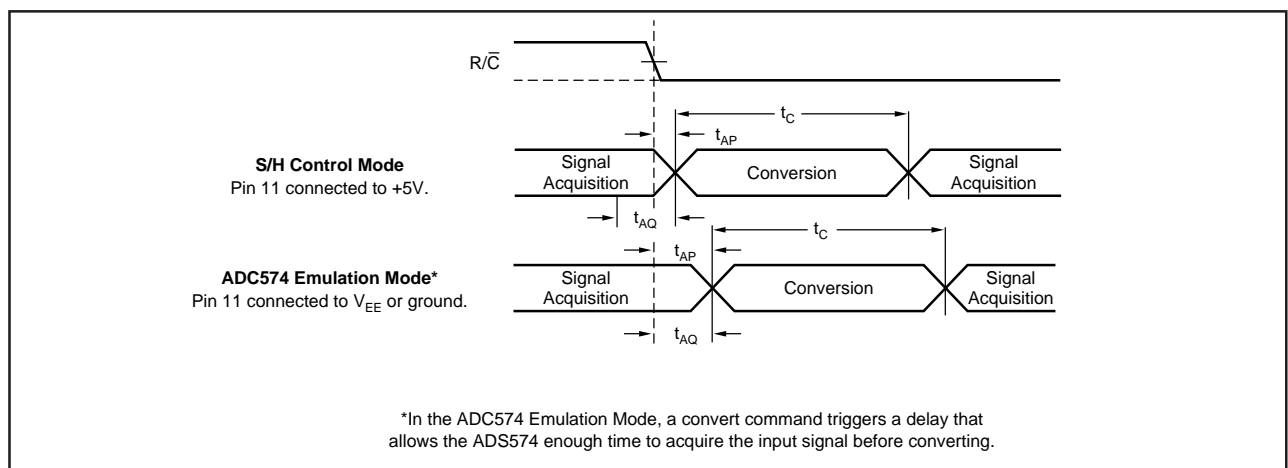 R/C̅
t_C
t_AP
S/H Control Mode
Pin 11 connected to +5V.
Signal
Acquisition
Conversion
Signal
Acquisition
t_AQ
t_C
t_AP
ADC574 Emulation Mode*
Pin 11 connected to V_EE or ground.
Signal
Acquisition
Conversion
Signal
Acquisition
t_AQ
*In the ADC574 Emulation Mode, a convert command triggers a delay that
allows the ADS574 enough time to acquire the input signal before converting.